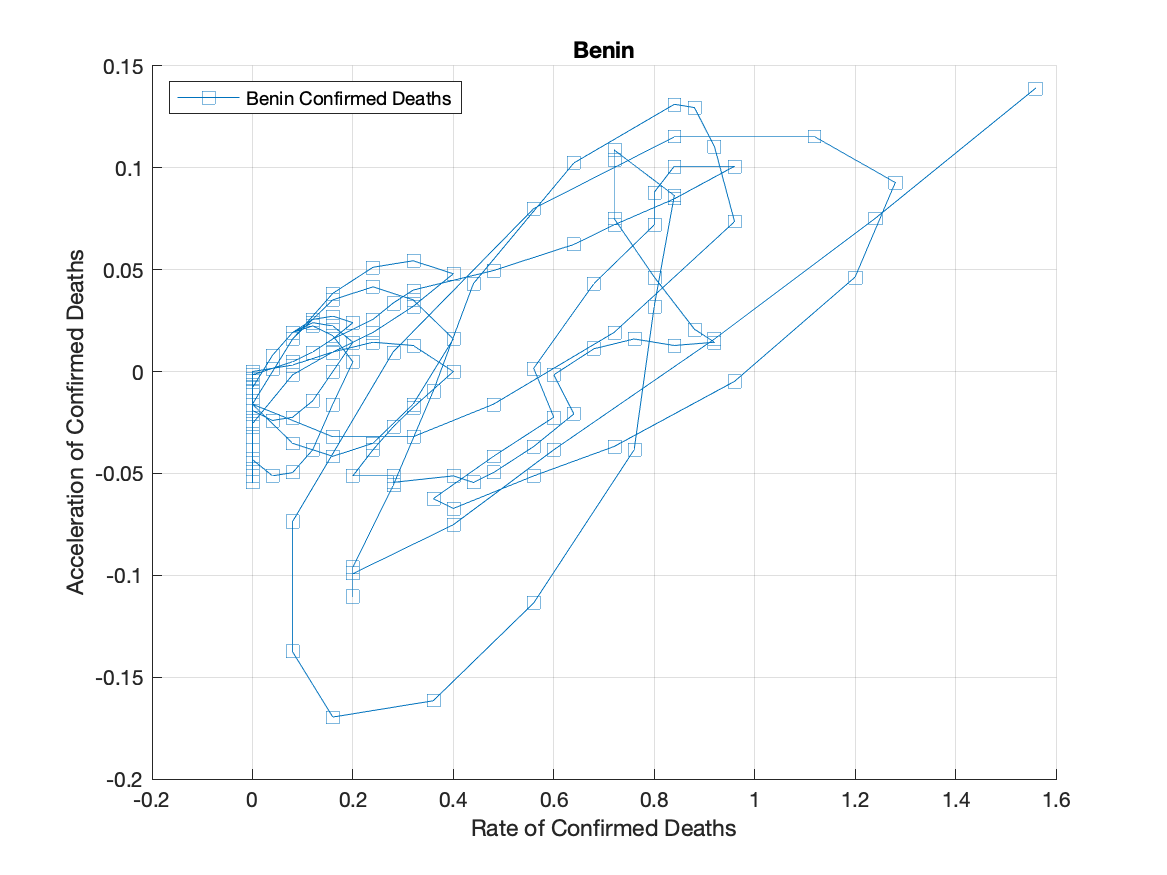 Benin
Benin Confirmed Deaths
0.15
0.1
0.05
0
-0.05
-0.1
-0.15
-0.2
Acceleration of Confirmed Deaths
-0.2 0 0.2 0.4 0.6 0.8 1 1.2 1.4 1.6
Rate of Confirmed Deaths